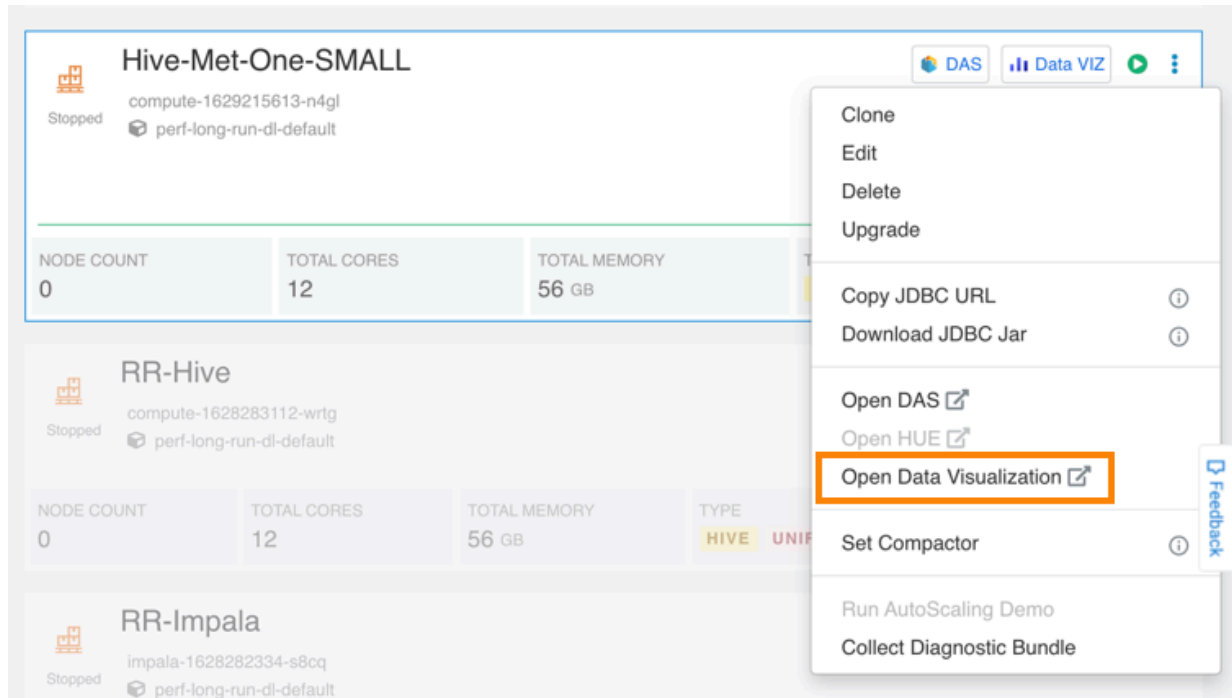 Hive-Met-One-SMALL
DAS
Data VIZ
Stopped
compute-1629215613-n4gl
perf-long-run-dl-default
NODE COUNT
0
TOTAL CORES
12
TOTAL MEMORY
56 GB
Clone
Edit
Delete
Upgrade
Copy JDBC URL
Download JDBC Jar
Open DAS
Open HUE
Open Data Visualization
Set Compactor
Run AutoScaling Demo
Collect Diagnostic Bundle
RR-Hive
Stopped
compute-1628283112-wrtg
perf-long-run-dl-default
NODE COUNT
0
TOTAL CORES
12
TOTAL MEMORY
56 GB
TYPE
HIVE
RR-Impala
Stopped
impala-1628282334-s8cq
perf-long-run-dl-default
Feedback